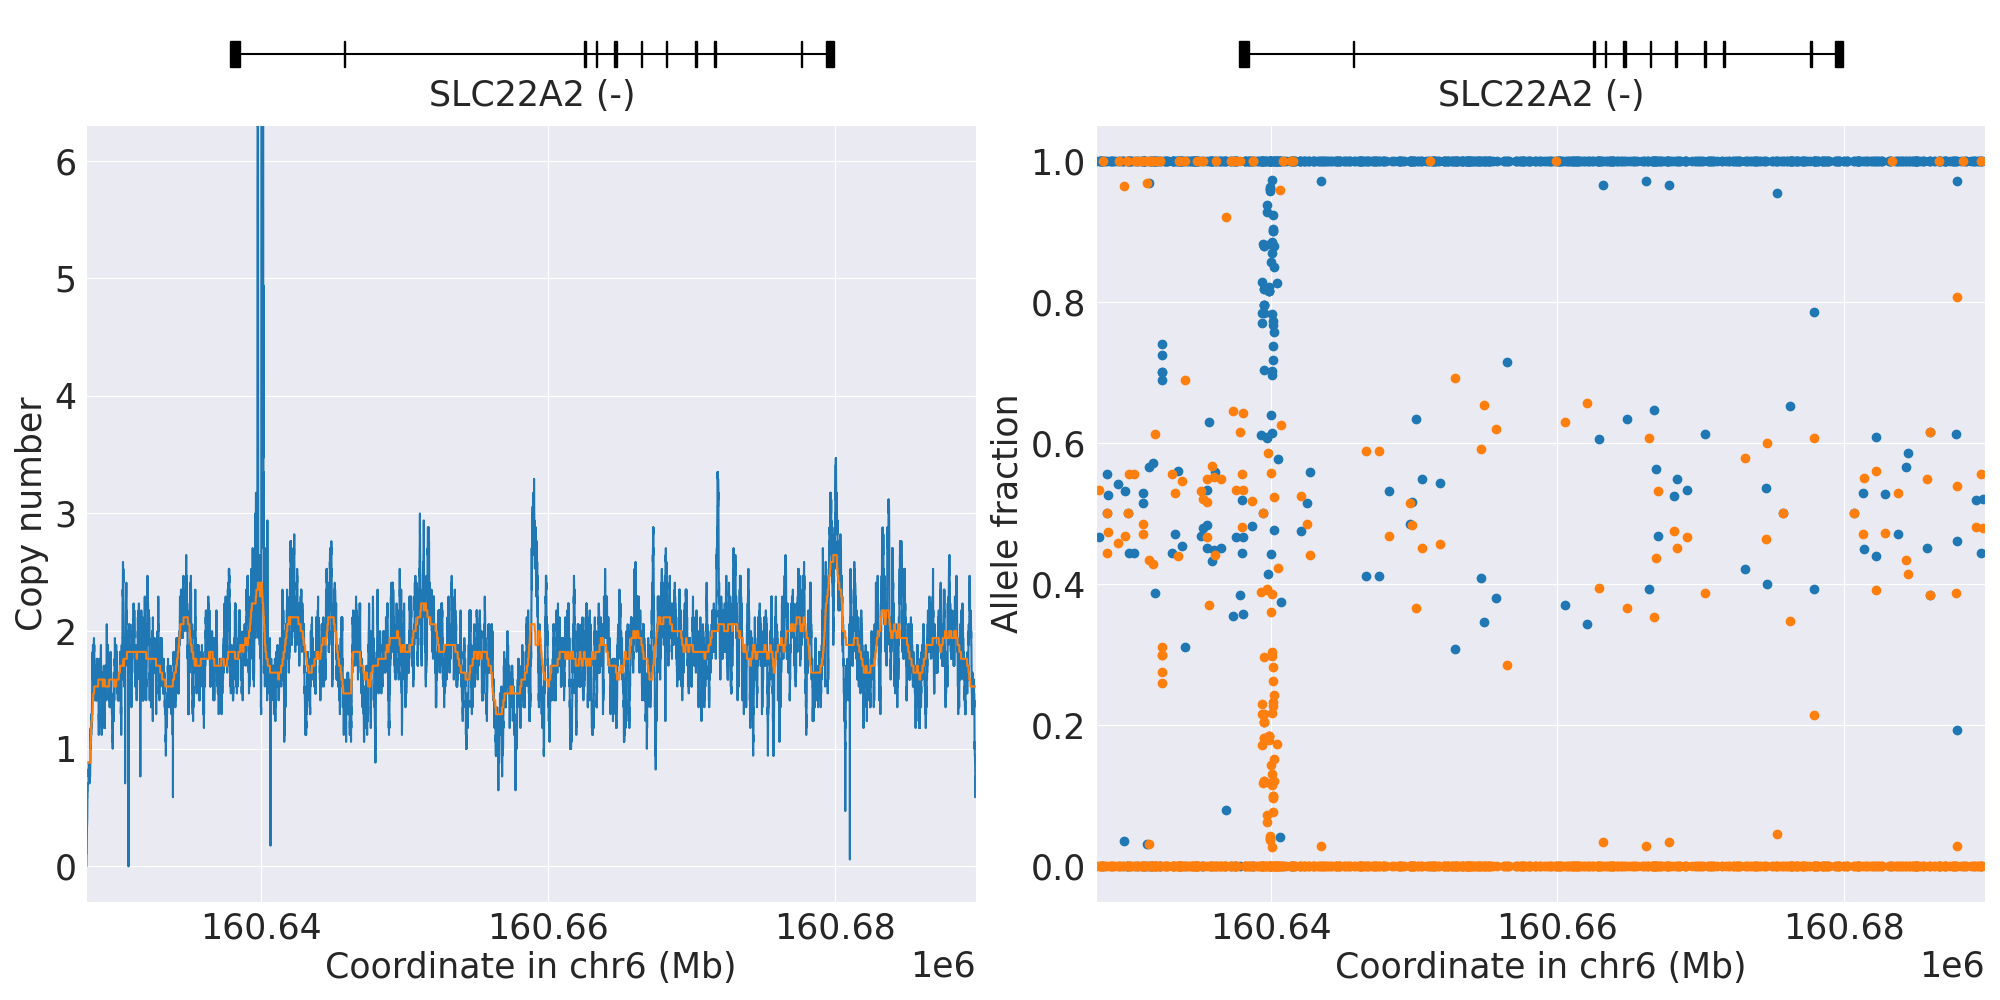 SLC22A2 (-)
6
5
4
3
2
1
0
Copy number
160.64
160.66
160.68
Coordinate in chr6 (Mb)
1e6
SLC22A2 (-)
1.0
0.8
0.6
0.4
0.2
0.0
Allele fraction
160.64
160.66
160.68
Coordinate in chr6 (Mb)
1e6